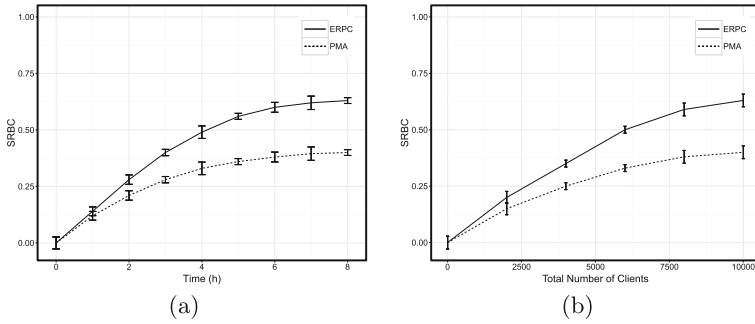 1.00
0.75
0.50
0.25
0.00
SRBC
ERPC
PMA
0 2 4 6 8
Time (h)
(a)
1.00
0.75
0.50
0.25
0.00
SRBC
ERPC
PMA
0 2500 5000 7500 10000
Total Number of Clients
(b)